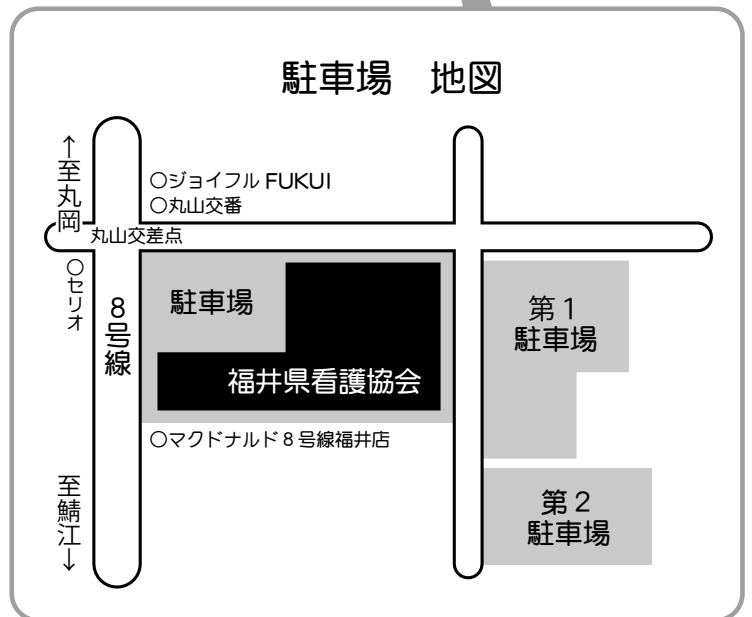 駐車場　地図
↑至丸岡
○ジョイフル FUKUI
○丸山交番
丸山交差点
○セリオ
8号線
駐車場
福井県看護協会
第1
駐車場
○マクドナルド8号線福井店
至鯖江↓
第2
駐車場